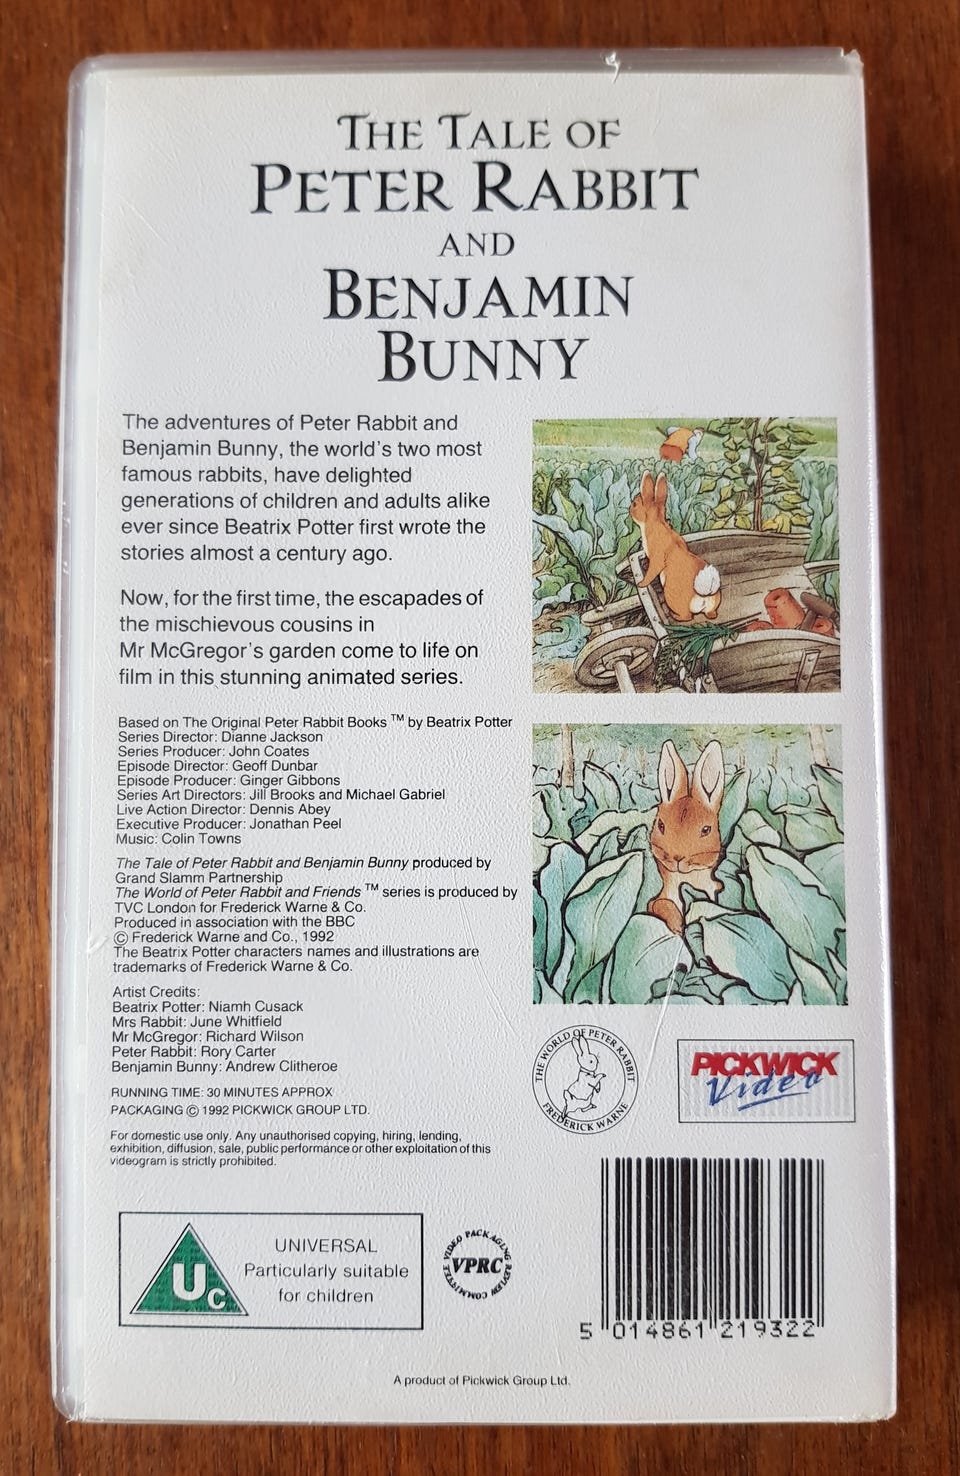 THE TALE OF
PETER RABBIT
AND
BENJAMIN
BUNNY
The adventures of Peter Rabbit and
Benjamin Bunny, the world's two most
famous rabbits, have delighted
generations of children and adults alike
ever since Beatrix Potter first wrote the
stories almost a century ago.
Now, for the first time, the escapades of
the mischievous cousins in
Mr McGregor's garden come to life on
film in this stunning animated series.
Based on The Original Peter Rabbit Books ™ by Beatrix Potter
Series Director: Dianne Jackson
Series Producer: John Coates
Episode Director: Geoff Dunbar
Episode Producer: Ginger Gibbons
Series Art Directors: Jill Brooks and Michael Gabriel
Live Action Director: Dennis Abey
Executive Producer: Jonathan Peel
Music: Colin Towns
The Tale of Peter Rabbit and Benjamin Bunny produced by
Grand Slamm Partnership
The World of Peter Rabbit and Friends ™ series is produced by
TVC London for Frederick Warne & Co.
Produced in association with the BBC
© Frederick Warne and Co., 1992
The Beatrix Potter characters names and illustrations are
trademarks of Frederick Warne & Co.
Artist Credits:
Beatrix Potter: Niamh Cusack
Mrs Rabbit: June Whitfield
Mr McGregor: Richard Wilson
Peter Rabbit: Rory Carter
Benjamin Bunny: Andrew Clitheroe
RUNNING TIME: 30 MINUTES APPROX
PACKAGING © 1992 PICKWICK GROUP LTD.
For domestic use only. Any unauthorised copying, hiring, lending,
exhibition, diffusion, sale, public performance or other exploitation of this
videogram is strictly prohibited.
THE WORLD OF PETER RABBIT
FREDERICK WARNE
PICKWICK
Video
Uc
UNIVERSAL
Particularly suitable
for children
VIDEO PACKAGING REVIEW COMMITTEE
VPRC
5 014861 219322
A product of Pickwick Group Ltd.